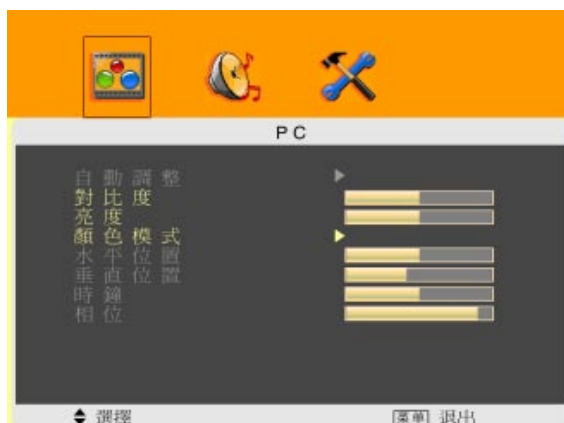 PC
自動調整
對比度
亮度
顏色模式
水平位置
垂直位置
時鐘
相位
選擇
菜單 退出